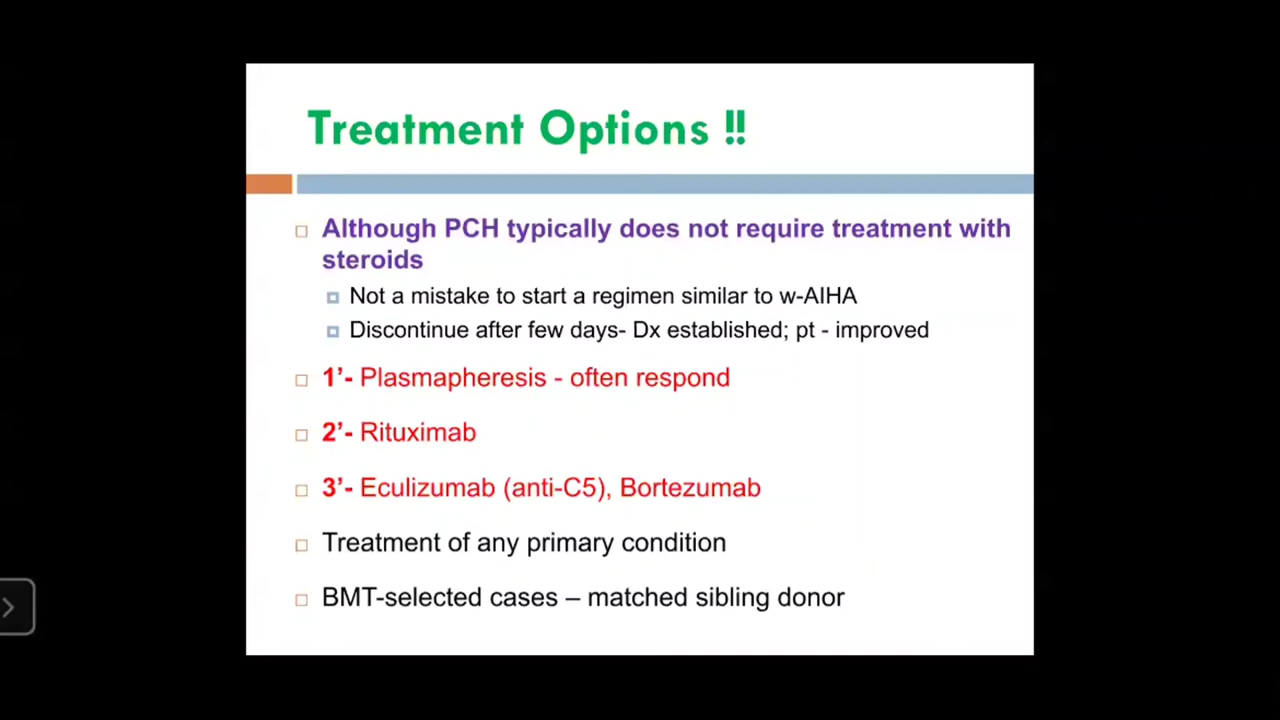 Treatment Options !!
Although PCH typically does not require treatment with
steroids
Not a mistake to start a regimen similar to w-AIHA
Discontinue after few days- Dx established; pt - improved
1’- Plasmapheresis - often respond
2’- Rituximab
3’- Eculizumab (anti-C5), Bortezumab
Treatment of any primary condition
BMT-selected cases – matched sibling donor